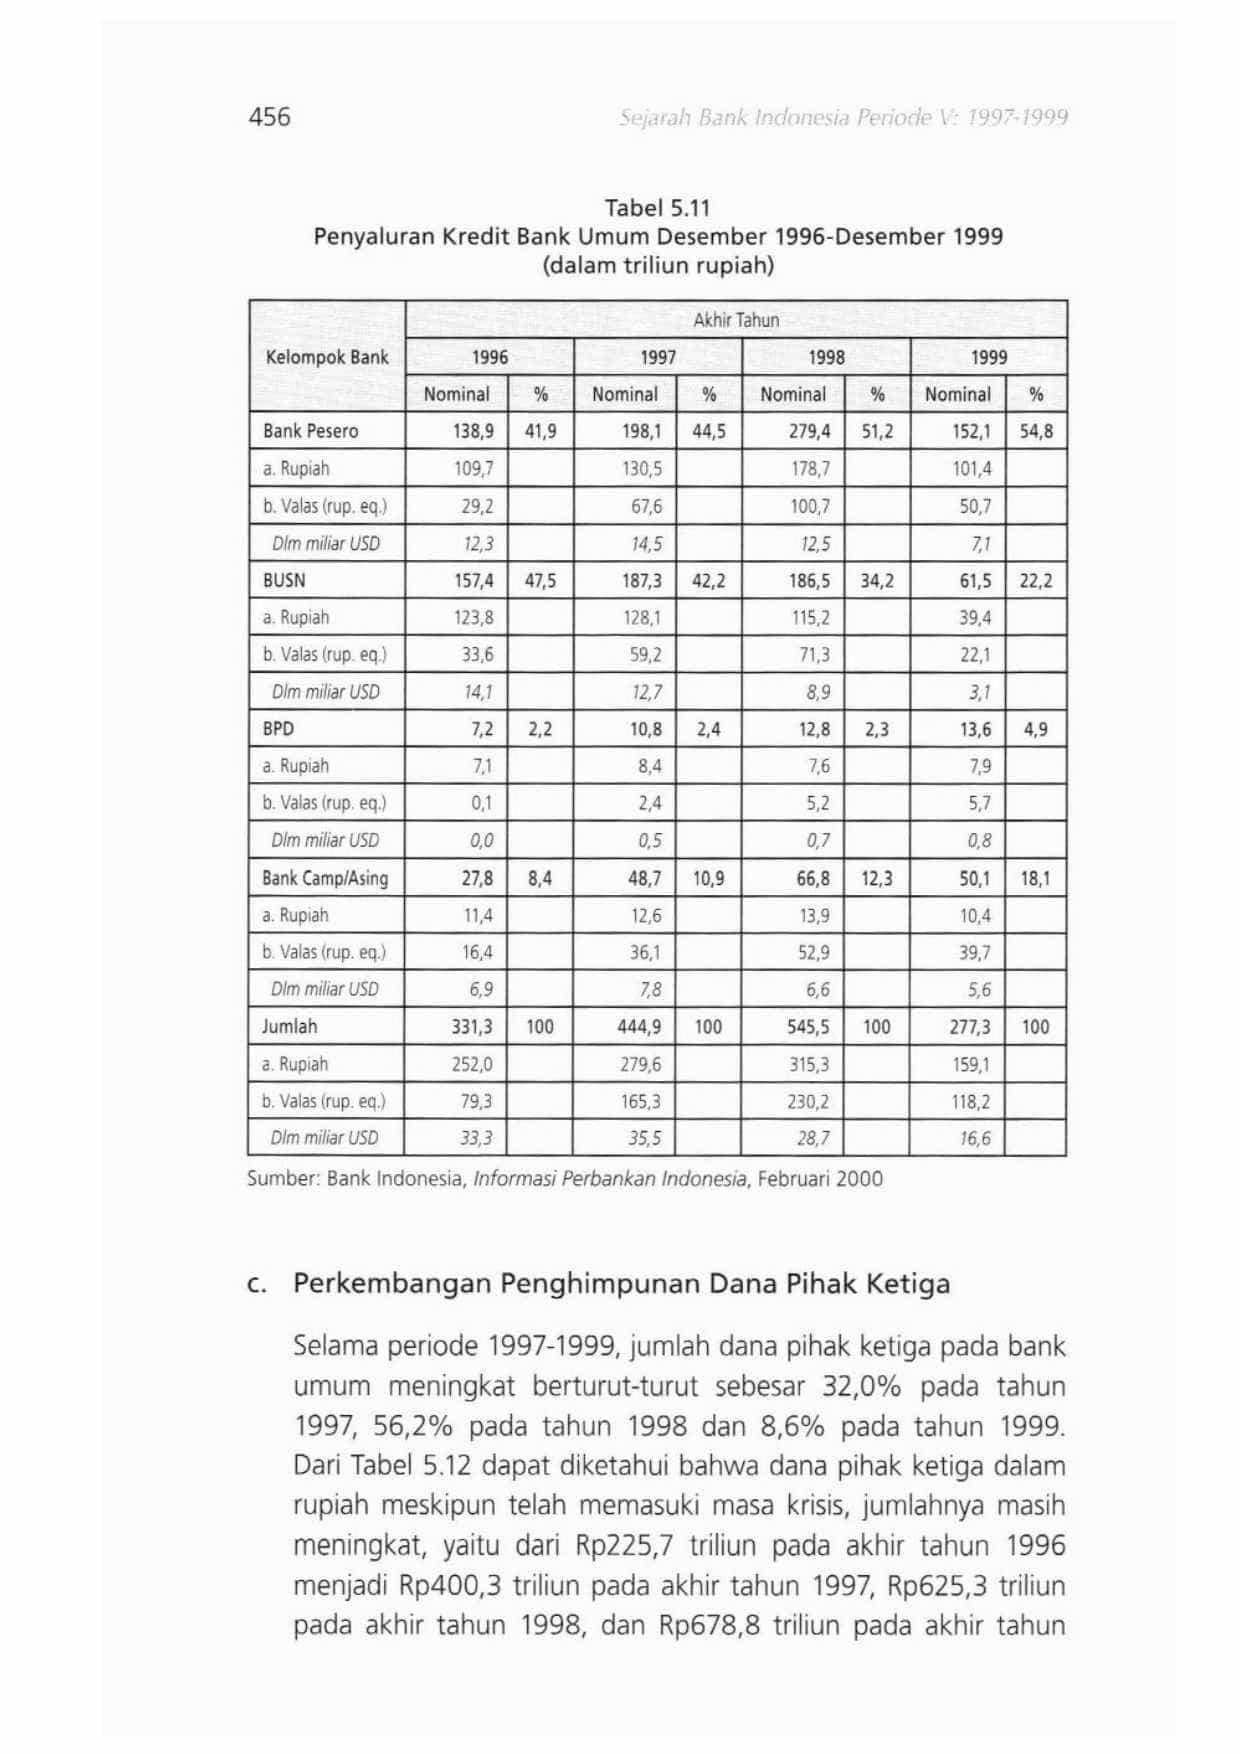 456
Sejarah Bank Indonesia Periode V: 1997-1999
Tabel 5.11
Penyaluran Kredit Bank Umum Desember 1996-Desember 1999
(dalam triliun rupiah)
Kelompok Bank
Akhir Tahun
1996 1997 1998 1999
Nominal % Nominal % Nominal % Nominal %
Bank Pesero 138,9 41,9 198,1 44,5 279,4 51,2 152,1 54,8
a. Rupiah 109,7 130,5 178,7 101,4
b. Valas (rup. eq.) 29,2 67,6 100,7 50,7
Dlm miliar USD 12,3 14,5 12,5 7,1
BUSN 157,4 47,5 187,3 42,2 186,5 34,2 61,5 22,2
a. Rupiah 123,8 128,1 115,2 39,4
b. Valas (rup. eq.) 33,6 59,2 71,3 22,1
Dlm miliar USD 14,1 12,7 8,9 3,1
BPD 7,2 2,2 10,8 2,4 12,8 2,3 13,6 4,9
a. Rupiah 7,1 8,4 7,6 7,9
b. Valas (rup. eq.) 0,1 2,4 5,2 5,7
Dlm miliar USD 0,0 0,5 0,7 0,8
Bank Camp/Asing 27,8 8,4 48,7 10,9 66,8 12,3 50,1 18,1
a. Rupiah 11,4 12,6 13,9 10,4
b. Valas (rup. eq.) 16,4 36,1 52,9 39,7
Dlm miliar USD 6,9 7,8 6,6 5,6
Jumlah 331,3 100 444,9 100 545,5 100 277,3 100
a. Rupiah 252,0 279,6 315,3 159,1
b. Valas (rup. eq.) 79,3 165,3 230,2 118,2
Dlm miliar USD 33,3 35,5 28,7 16,6
Sumber: Bank Indonesia, Informasi Perbankan Indonesia, Februari 2000
c. Perkembangan Penghimpunan Dana Pihak Ketiga
Selama periode 1997-1999, jumlah dana pihak ketiga pada bank
umum meningkat berturut-turut sebesar 32,0% pada tahun
1997, 56,2% pada tahun 1998 dan 8,6% pada tahun 1999.
Dari Tabel 5.12 dapat diketahui bahwa dana pihak ketiga dalam
rupiah meskipun telah memasuki masa krisis, jumlahnya masih
meningkat, yaitu dari Rp225,7 triliun pada akhir tahun 1996
menjadi Rp400,3 triliun pada akhir tahun 1997, Rp625,3 triliun
pada akhir tahun 1998, dan Rp678,8 triliun pada akhir tahun